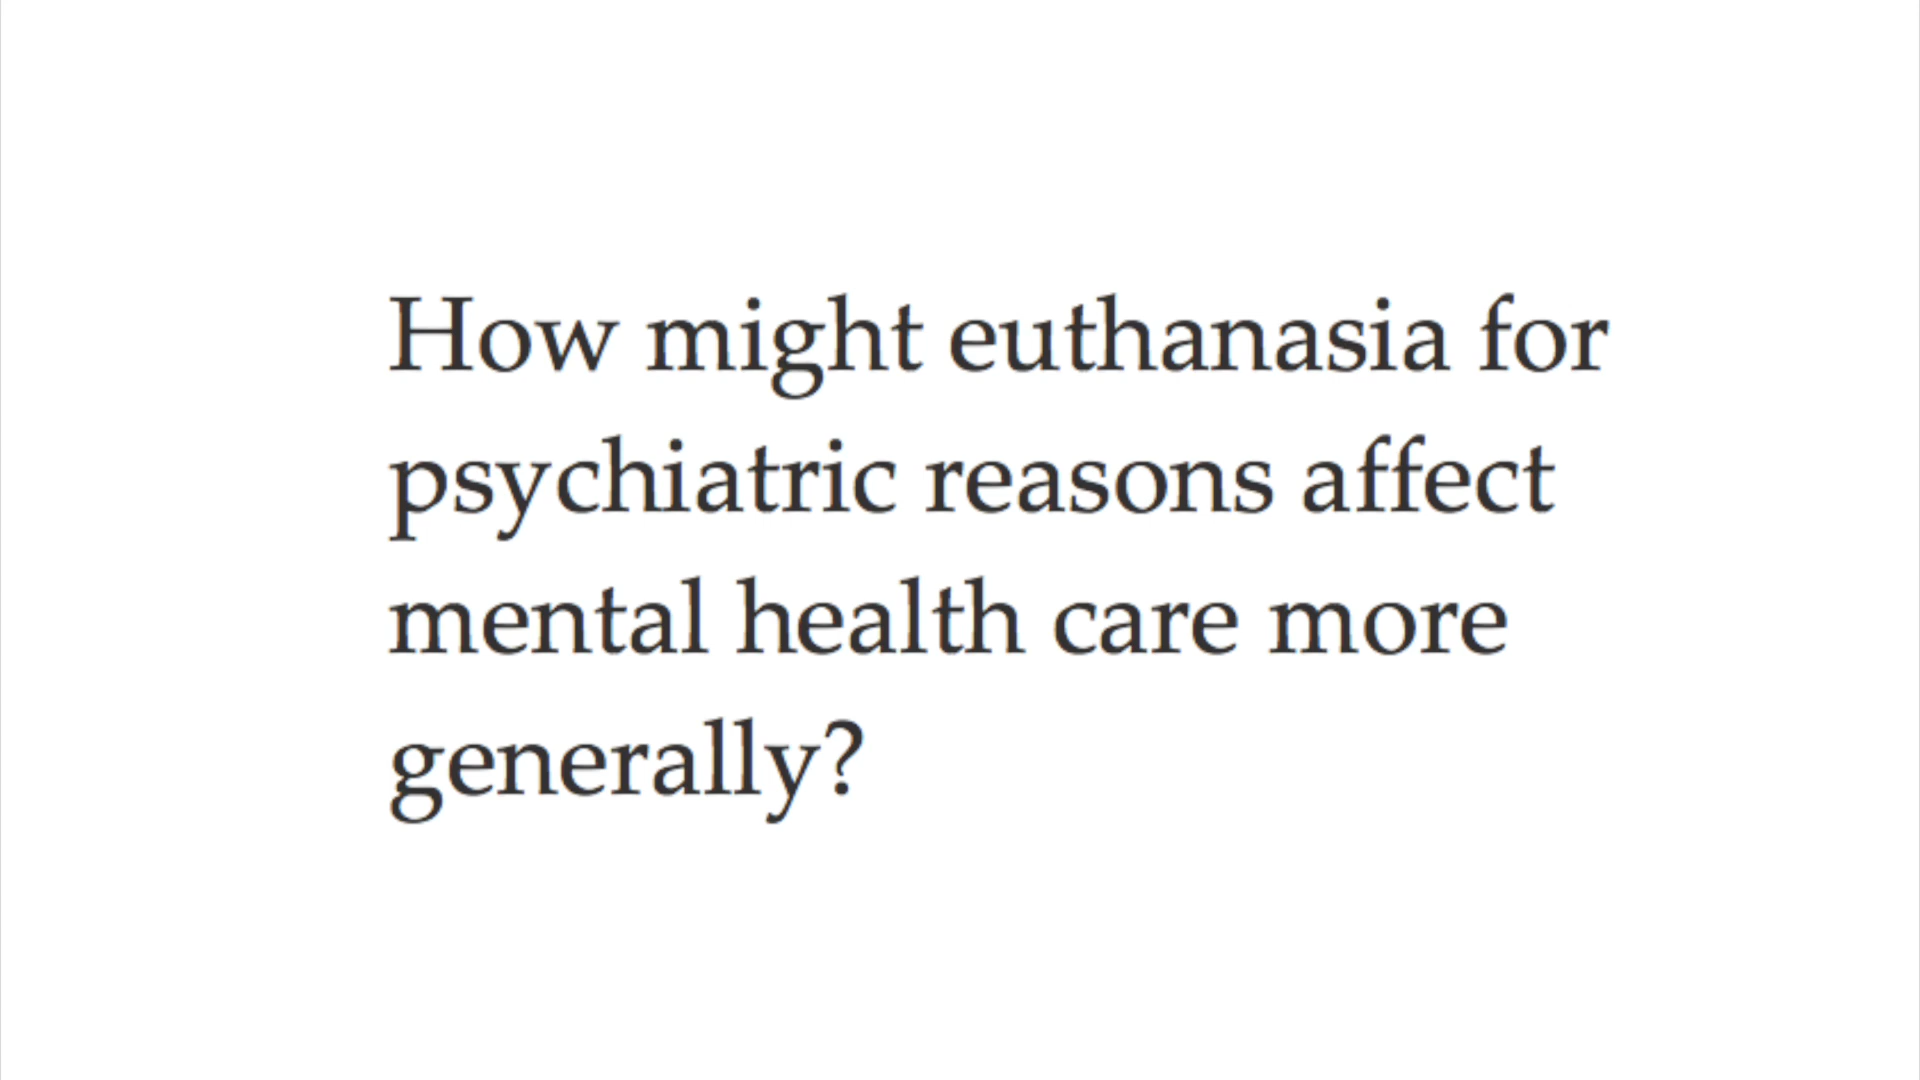 How might euthanasia for
psychiatric reasons affect
mental health care more
generally?